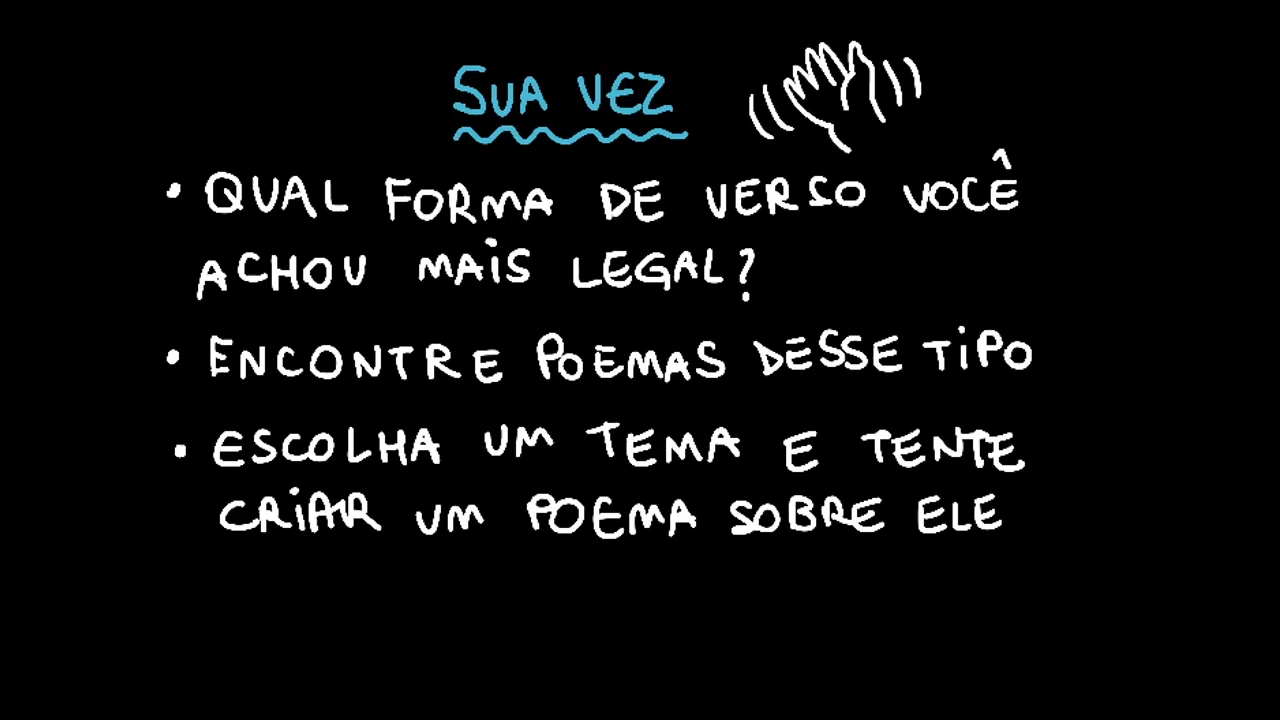 SUA VEZ
• QUAL FORMA DE VERSO VOCÊ
ACHOU MAIS LEGAL?
• ENCONTRE POEMAS DESSE TIPO
• ESCOLHA UM TEMA E TENTE
CRIAR UM POEMA SOBRE ELE